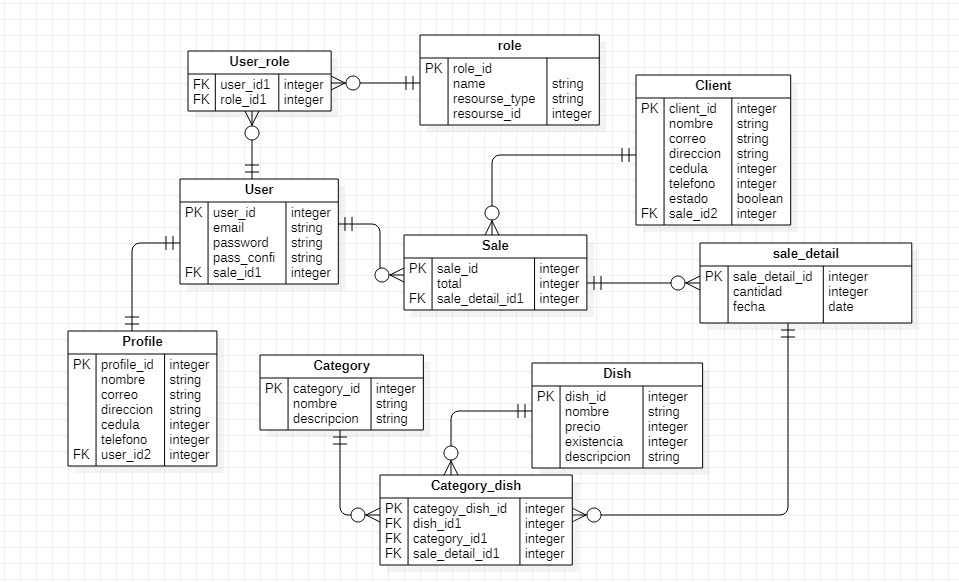 User_role
FK user_id1 integer
FK role_id1 integer
role
PK role_id
name string
resourse_type string
resourse_id integer
Client
PK client_id integer
nombre string
correo string
direccion string
cedula integer
telefono integer
estado boolean
FK sale_id2 integer
User
PK user_id integer
email string
password string
pass_confi string
FK sale_id1 integer
Sale
PK sale_id integer
total integer
FK sale_detail_id1 integer
sale_detail
PK sale_detail_id integer
cantidad integer
fecha date
Profile
PK profile_id integer
nombre string
correo string
direccion string
cedula integer
telefono integer
FK user_id2 integer
Category
PK category_id integer
nombre string
descripcion string
Dish
PK dish_id integer
nombre string
precio integer
existencia integer
descripcion string
Category_dish
PK categoy_dish_id integer
FK dish_id1 integer
FK category_id1 integer
FK sale_detail_id1 integer